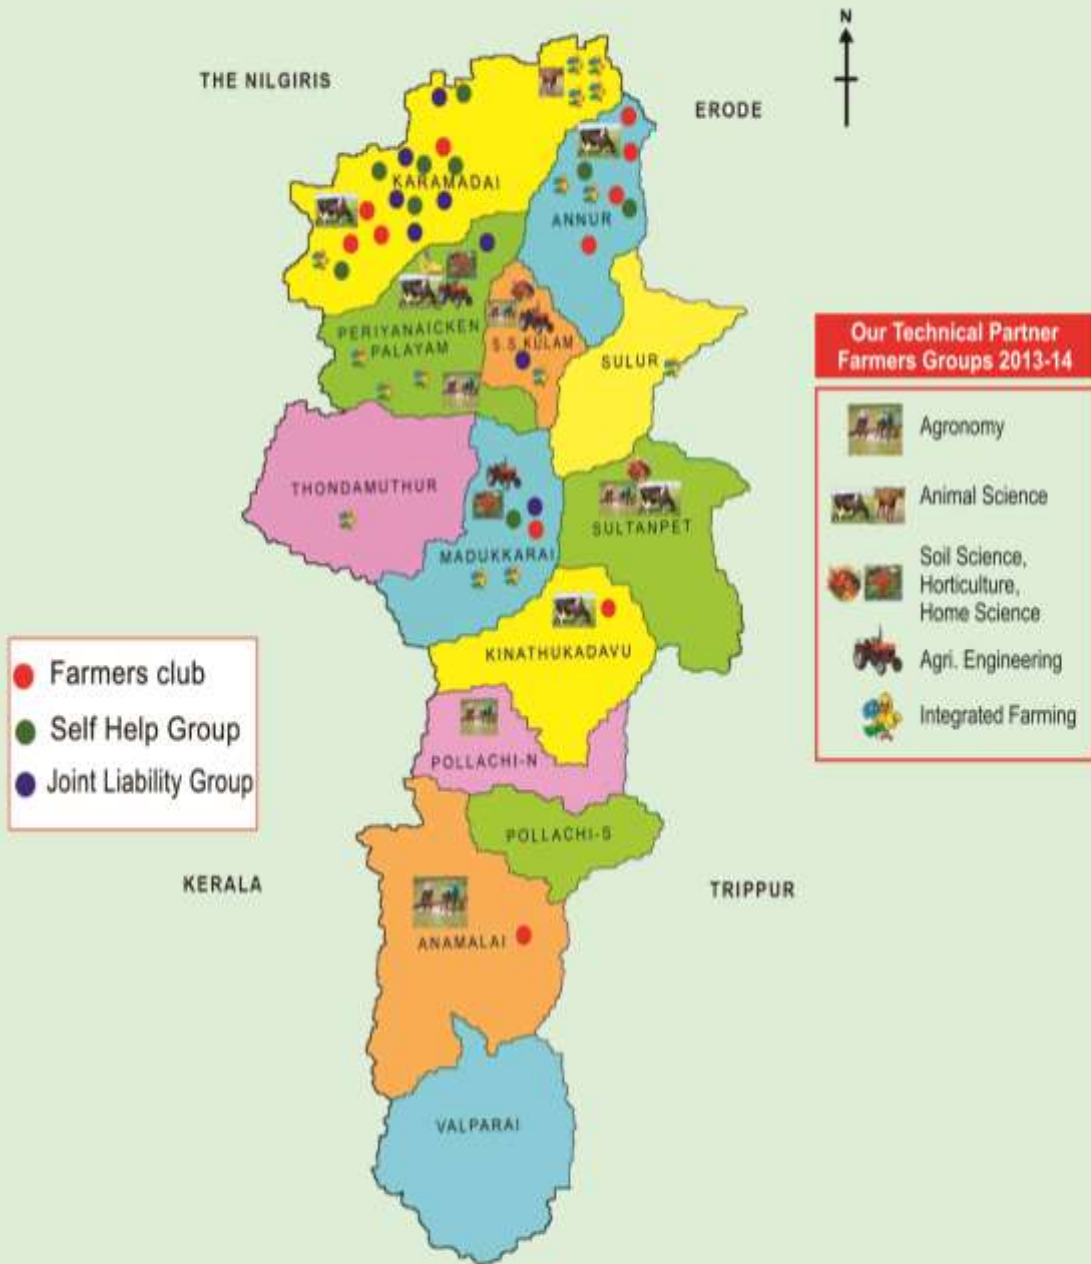 N
THE NILGIRIS
ERODE
KARAMADAI
ANNUR
PERIYANAICKEN
PALAYAM
S.S.KULAM
SULUR
Our Technical Partner
Farmers Groups 2013-14
Agronomy
Animal Science
Soil Science,
Horticulture,
Home Science
Agri. Engineering
Integrated Farming
THONDAMUTHUR
SULTANPET
MADUKKARAI
KINATHUKADAVU
Farmers club
Self Help Group
Joint Liability Group
POLLACHI-N
POLLACHI-S
KERALA
TRIPPUR
ANAMALAI
VALPARAI